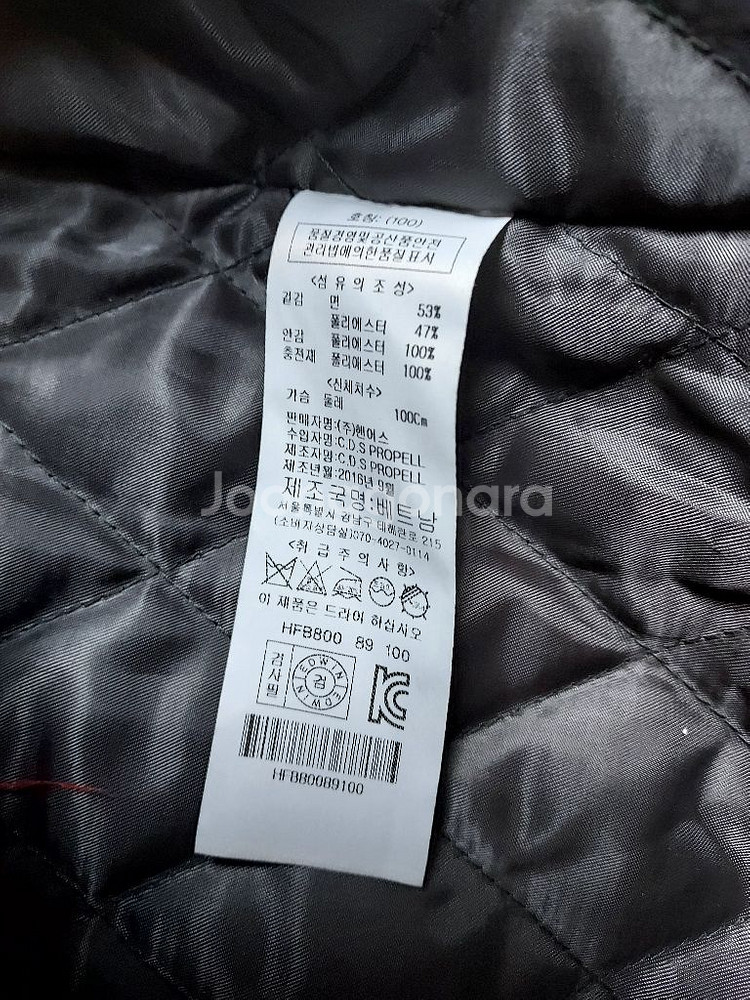 호칭: (100)
품질경영및공산품안전
관리법에의한품질표시
<섬유의조성>
겉감 면 53%
폴리에스터 47%
안감 폴리에스터 100%
충전재 폴리에스터 100%
<신체치수>
가슴 둘레 100Cm
판매자명:(주)헨어스
수입자명:C.D.S PROPELL
제조자명:C.D.S PROPELL
제조년월:2016년 9월
제조국명:베트남
서울특별시 강남구 테헤란로 215
(소비자상담실)070-4027-0114
<취급주의사항>
이 제품은 드라이 하십시오
HFB800 89 100
검사필
EDWIN EDWIN
검
HFB80089100
Joonggonara